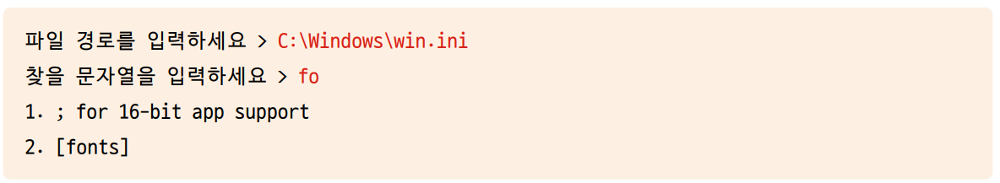 파일 경로를 입력하세요 > C:\Windows\win.ini
찾을 문자열을 입력하세요 > fo
1. ; for 16-bit app support
2. [fonts]